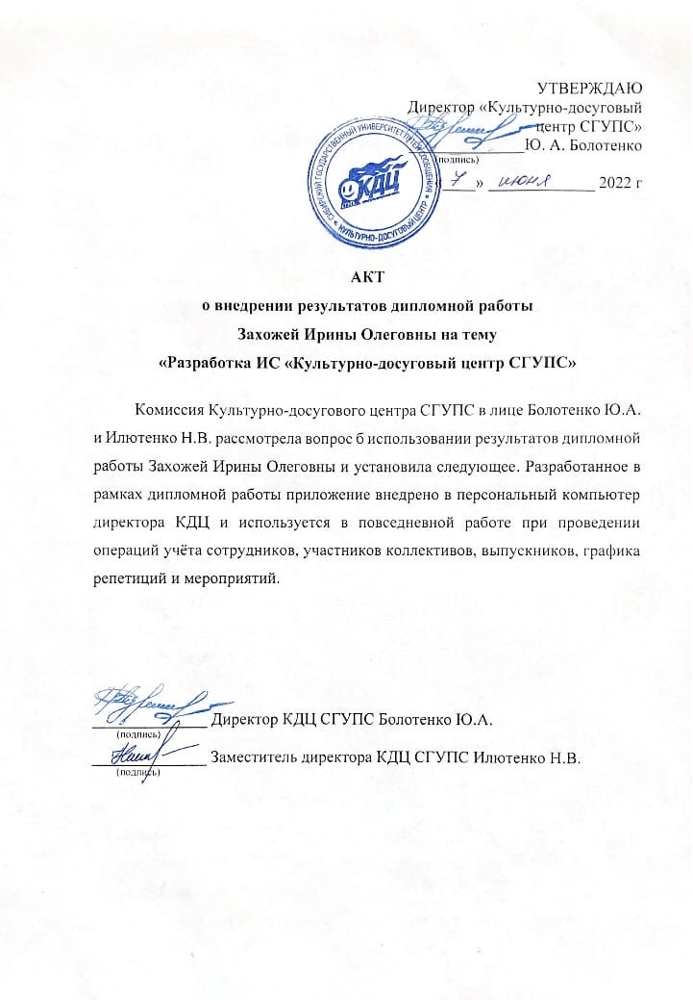 УТВЕРЖДАЮ
Директор «Культурно-досуговый
центр СГУПС»
Ю. А. Болотенко
(подпись)
«7» июня 2022 г
СИБИРСКИЙ ГОСУДАРСТВЕННЫЙ УНИВЕРСИТЕТ ПУТЕЙ СООБЩЕНИЯ
КДЦ
КУЛЬТУРНО-ДОСУГОВЫЙ ЦЕНТР
АКТ
о внедрении результатов дипломной работы
Захожей Ирины Олеговны на тему
«Разработка ИС «Культурно-досуговый центр СГУПС»
Комиссия Культурно-досугового центра СГУПС в лице Болотенко Ю.А.
и Илютенко Н.В. рассмотрела вопрос б использовании результатов дипломной
работы Захожей Ирины Олеговны и установила следующее. Разработанное в
рамках дипломной работы приложение внедрено в персональный компьютер
директора КДЦ и используется в повседневной работе при проведении
операций учёта сотрудников, участников коллективов, выпускников, графика
репетиций и мероприятий.
Директор КДЦ СГУПС Болотенко Ю.А.
(подпись)
Заместитель директора КДЦ СГУПС Илютенко Н.В.
(подпись)